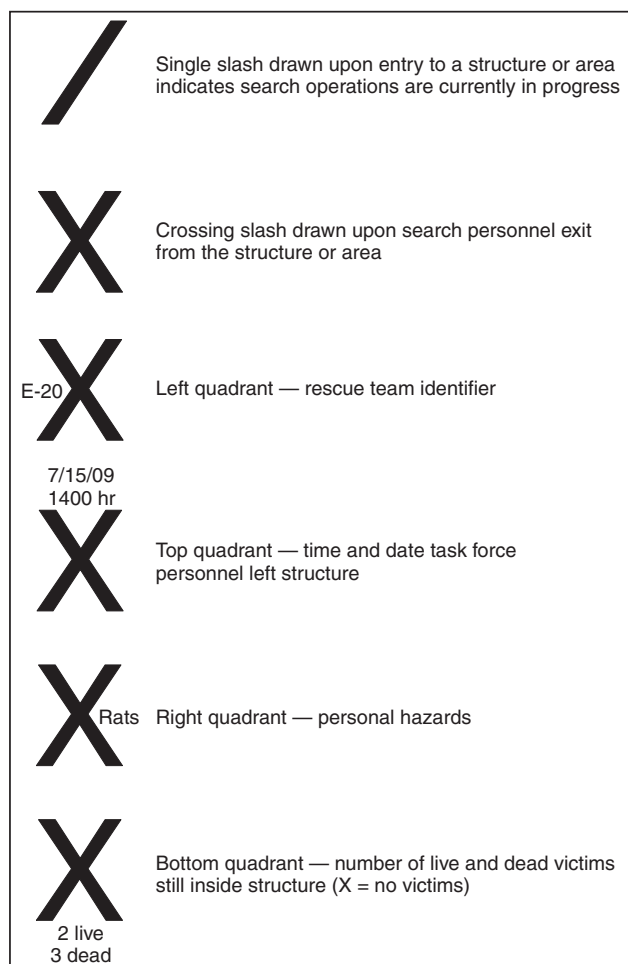 Single slash drawn upon entry to a structure or area
indicates search operations are currently in progress
X
Crossing slash drawn upon search personnel exit
from the structure or area
E-20 X
Left quadrant — rescue team identifier
7/15/09
1400 hr
X
Top quadrant — time and date task force
personnel left structure
X Rats
Right quadrant — personal hazards
X
Bottom quadrant — number of live and dead victims
still inside structure (X = no victims)
2 live
3 dead